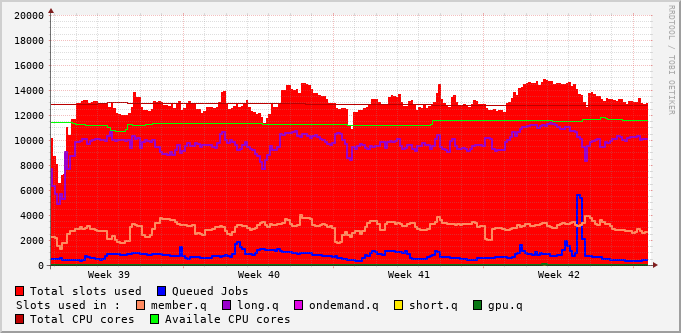 RRDTOOL / TOBI OETIKER
20000
18000
16000
14000
12000
10000
8000
6000
4000
2000
0
Week 39 Week 40 Week 41 Week 42
Total slots used Queued Jobs
Slots used in : member.q long.q ondemand.q short.q gpu.q
Total CPU cores Availale CPU cores